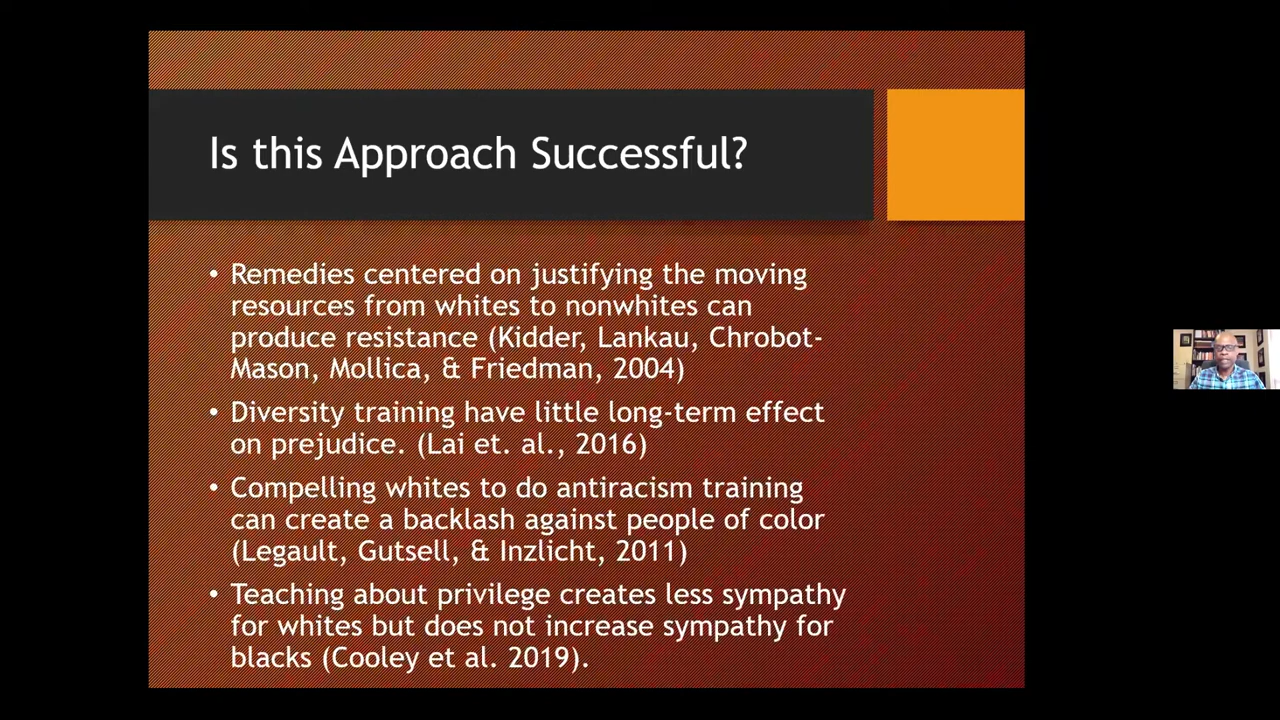 Is this Approach Successful?
• Remedies centered on justifying the moving
resources from whites to nonwhites can
produce resistance (Kidder, Lankau, Chrobot-
Mason, Mollica, & Friedman, 2004)
• Diversity training have little long-term effect
on prejudice. (Lai et. al., 2016)
• Compelling whites to do antiracism training
can create a backlash against people of color
(Legault, Gutsell, & Inzlicht, 2011)
• Teaching about privilege creates less sympathy
for whites but does not increase sympathy for
blacks (Cooley et al. 2019).